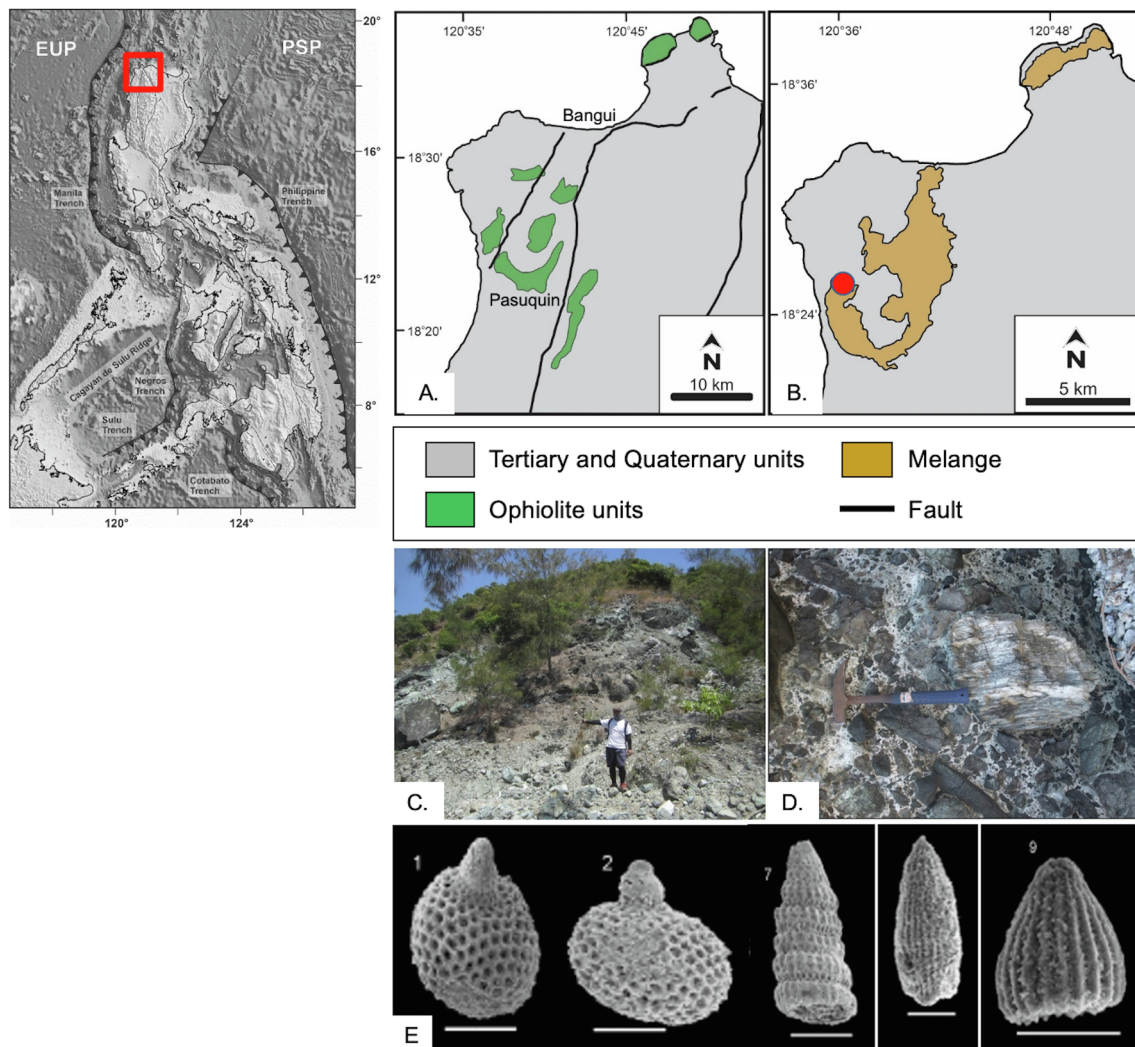 EUP
PSP
20°
16°
12°
8°
120°
124°
Manila
Trench
Philippine
Trench
Cagayan de Sulu Ridge
Negros
Trench
Sulu
Trench
Cotabato
Trench
120°35'
120°45'
18°30'
18°20'
Bangui
Pasuquin
A.
N
10 km
120°36'
120°48'
18°36'
18°24'
B.
N
5 km
Tertiary and Quaternary units
Melange
Ophiolite units
Fault
C.
D.
1
2
7
9
E